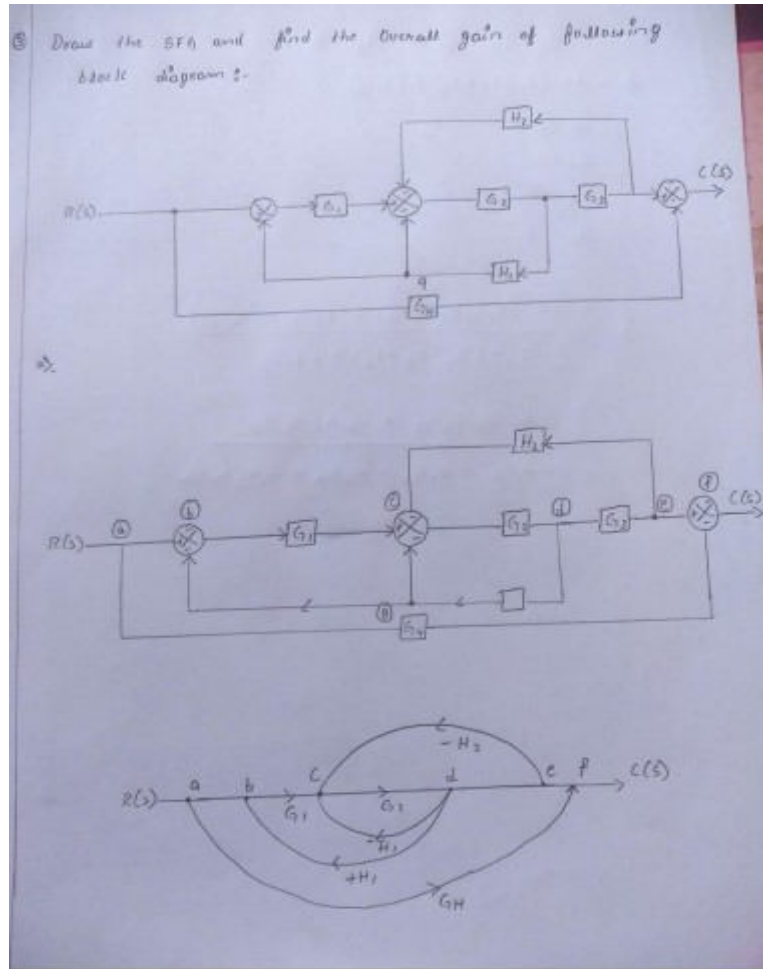 Draw the SFG and find the overall gain of following
block diagram :-
H₂
C(S)
R(S)
G₁
G₂
G₃
H₁
G₄
H₂
C(S)
R(S)
a
b
G₁
c
G₂
d
G₃
e
f
G₄
-H₂
R(S) a b c d e f C(S)
G₁ G₂
-H₁
+H₁
GH